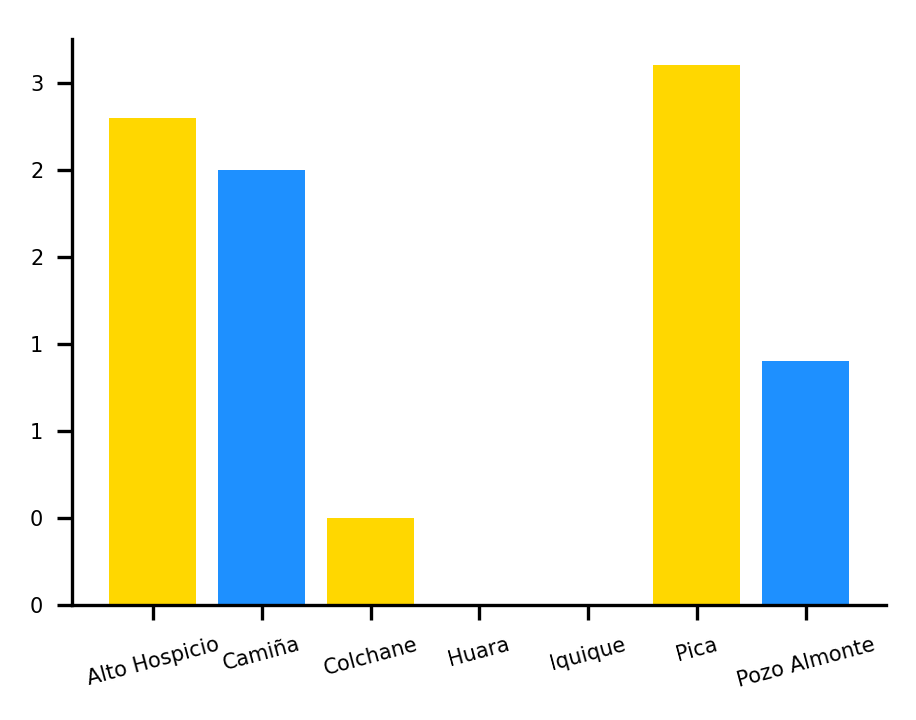 3
2
2
1
1
0
0
Alto Hospicio
Camiña
Colchane
Huara
Iquique
Pica
Pozo Almonte